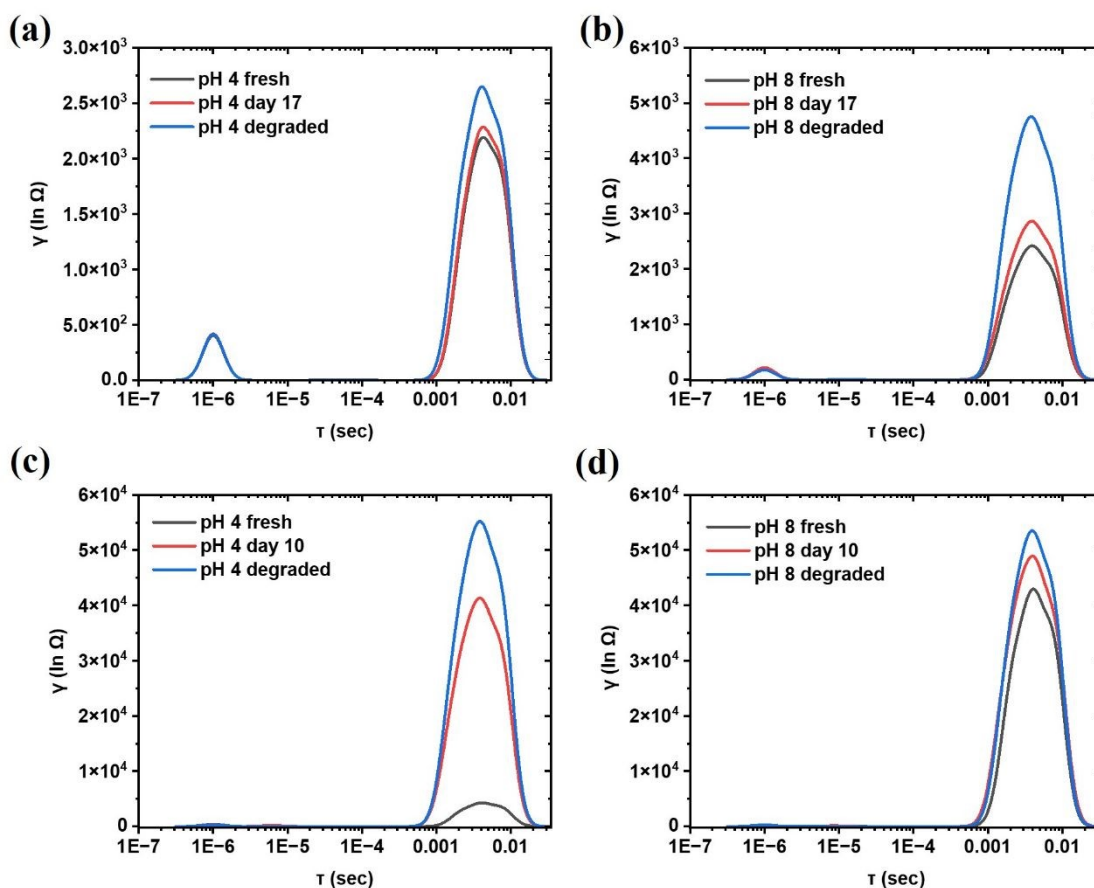 (a)
3.0×10³
2.5×10³
2.0×10³
1.5×10³
1.0×10³
5.0×10²
0.0
γ (ln Ω)
pH 4 fresh
pH 4 day 17
pH 4 degraded
1E-7 1E-6 1E-5 1E-4 0.001 0.01
τ (sec)
(b)
6×10³
5×10³
4×10³
3×10³
2×10³
1×10³
0
γ (ln Ω)
pH 8 fresh
pH 8 day 17
pH 8 degraded
1E-7 1E-6 1E-5 1E-4 0.001 0.01
τ (sec)
(c)
6×10⁴
5×10⁴
4×10⁴
3×10⁴
2×10⁴
1×10⁴
0
γ (ln Ω)
pH 4 fresh
pH 4 day 10
pH 4 degraded
1E-7 1E-6 1E-5 1E-4 0.001 0.01
τ (sec)
(d)
6×10⁴
5×10⁴
4×10⁴
3×10⁴
2×10⁴
1×10⁴
0
γ (ln Ω)
pH 8 fresh
pH 8 day 10
pH 8 degraded
1E-7 1E-6 1E-5 1E-4 0.001 0.01
τ (sec)